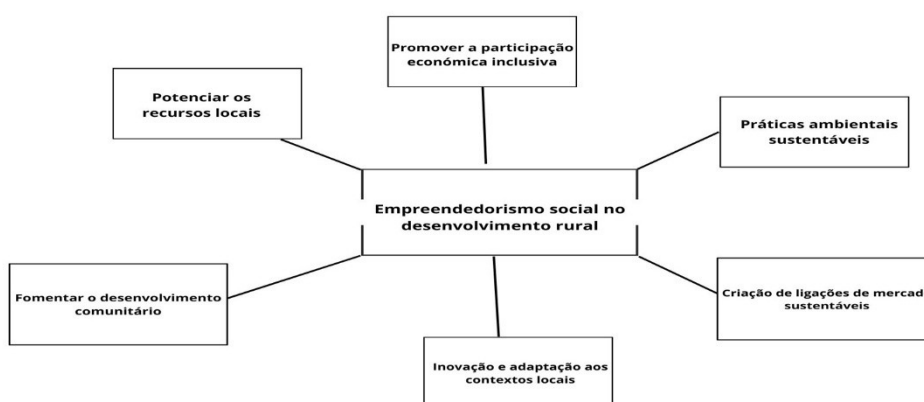 Promover a participação
económica inclusiva
Potenciar os
recursos locais
Práticas ambientais
sustentáveis
Empreendedorismo social no
desenvolvimento rural
Fomentar o desenvolvimento
comunitário
Criação de ligações de mercad
sustentáveis
Inovação e adaptação aos
contextos locais